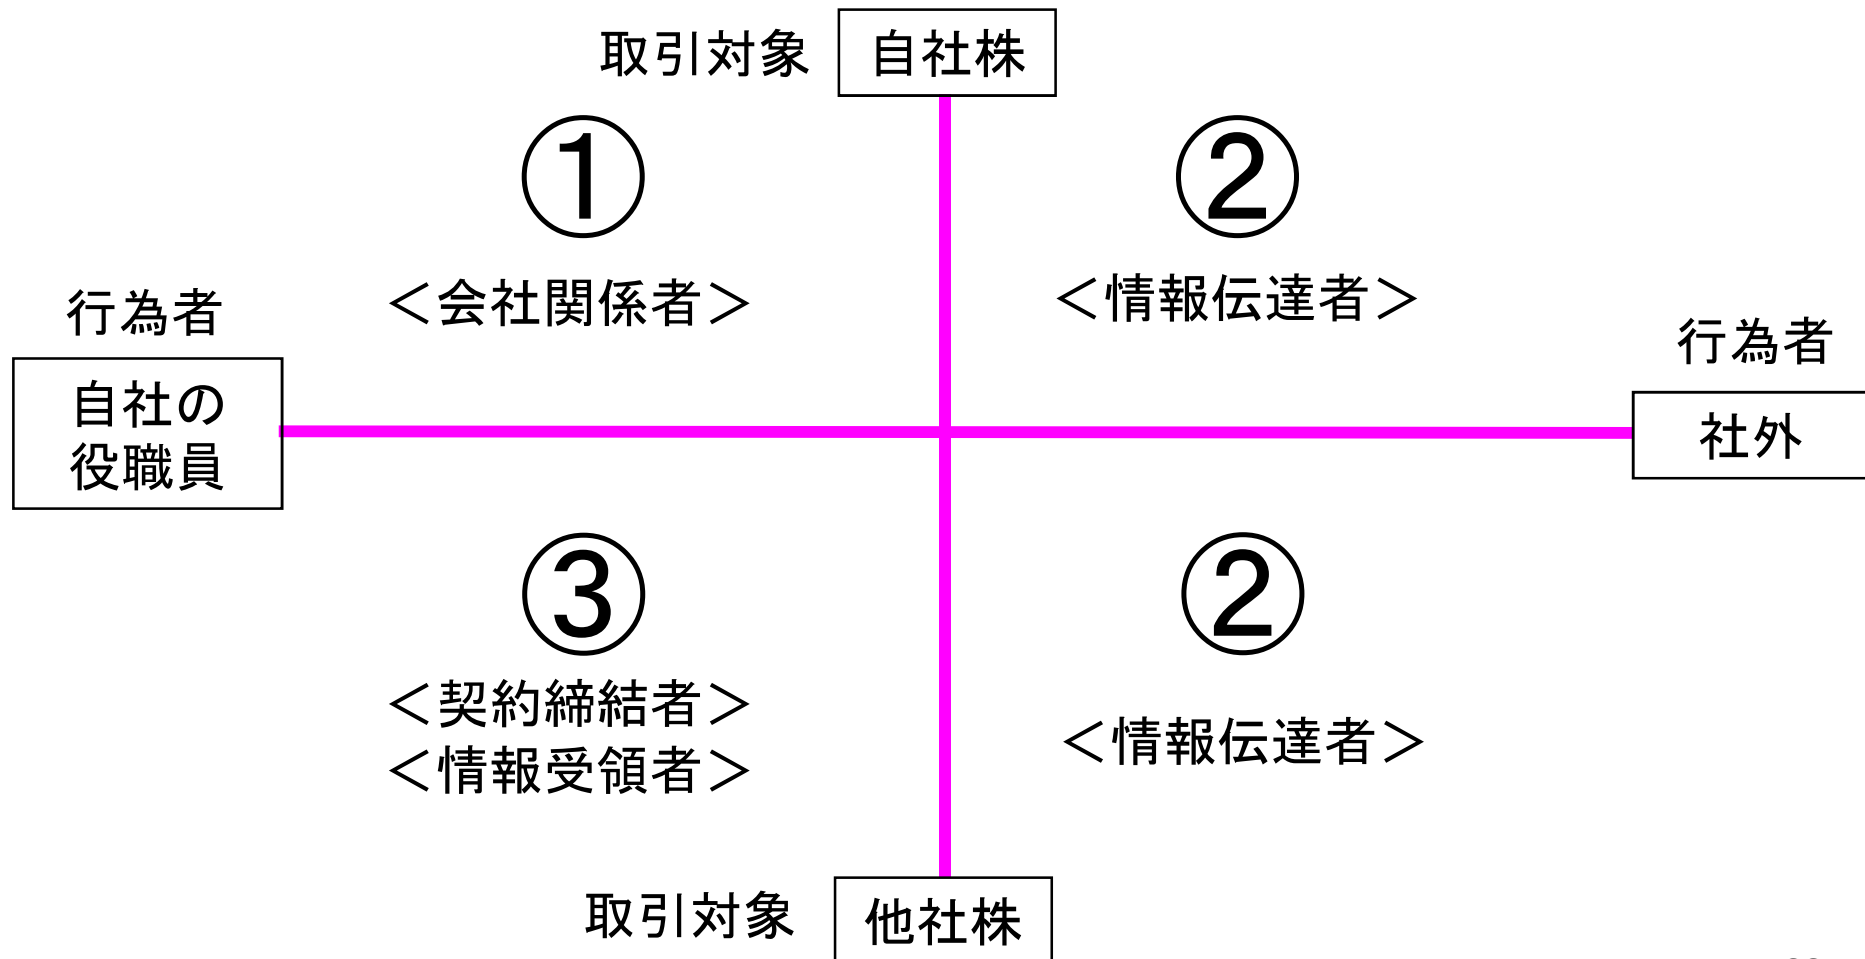 取引対象
自社株
①
②
＜会社関係者＞
＜情報伝達者＞
行為者
自社の
役職員
行為者
社外
③
②
＜契約締結者＞
＜情報受領者＞
＜情報伝達者＞
取引対象
他社株